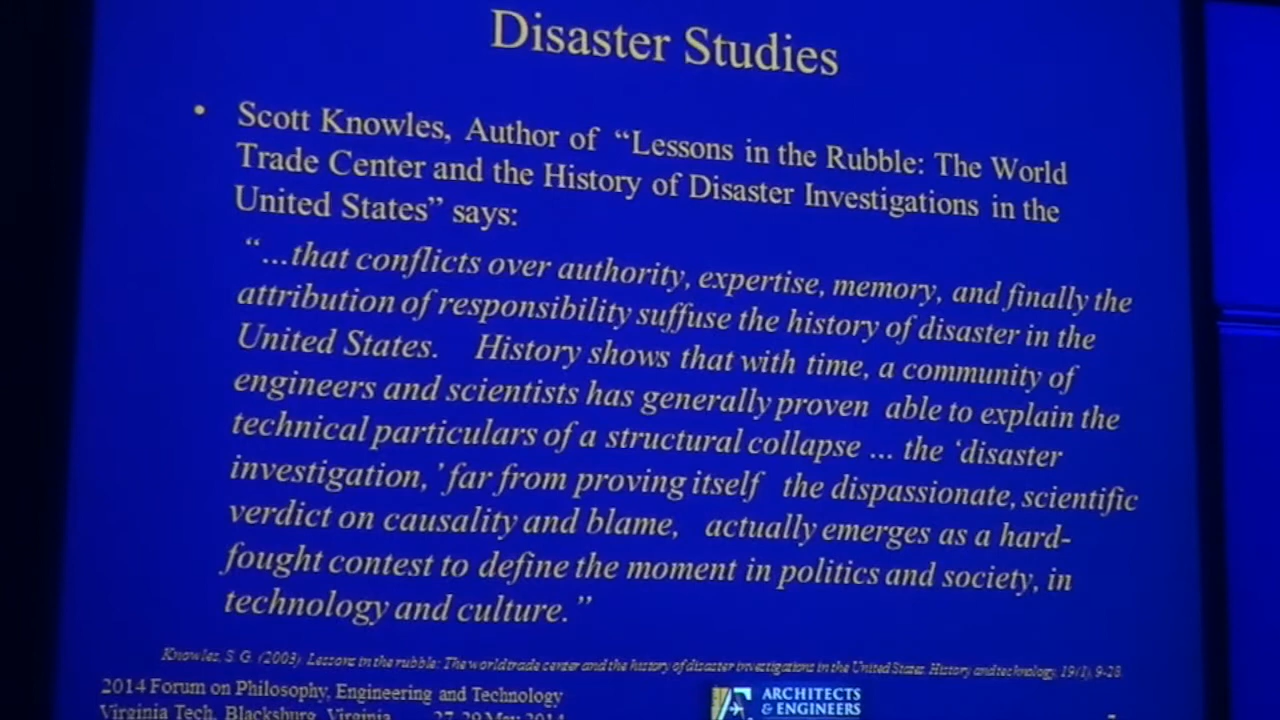 Disaster Studies
• Scott Knowles, Author of “Lessons in the Rubble: The World
Trade Center and the History of Disaster Investigations in the
United States” says:
“…that conflicts over authority, expertise, memory, and finally the
attribution of responsibility suffuse the history of disaster in the
United States. History shows that with time, a community of
engineers and scientists has generally proven able to explain the
technical particulars of a structural collapse ... the ‘disaster
investigation,’ far from proving itself the dispassionate, scientific
verdict on causality and blame, actually emerges as a hard-
fought contest to define the moment in politics and society, in
technology and culture.”
Knowles, S. G. (2003) Lessons in the rubble: The world trade center and the history of disaster investigations in the United States, History and technology, 19(1), 9-28.
2014 Forum on Philosophy, Engineering and Technology
Virginia Tech, Blacksburg, Virginia 27-29 May 2014
ARCHITECTS
& ENGINEERS